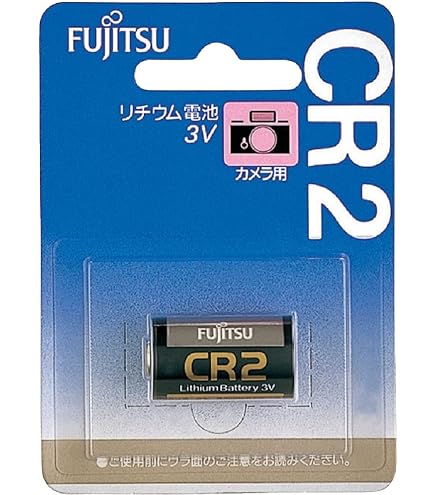 FUJITSU
リチウム電池
3V
カメラ用
CR2
FUJITSU
CR2
Lithium Battery 3V
●ご使用前にウラ面のご注意をお読みください。